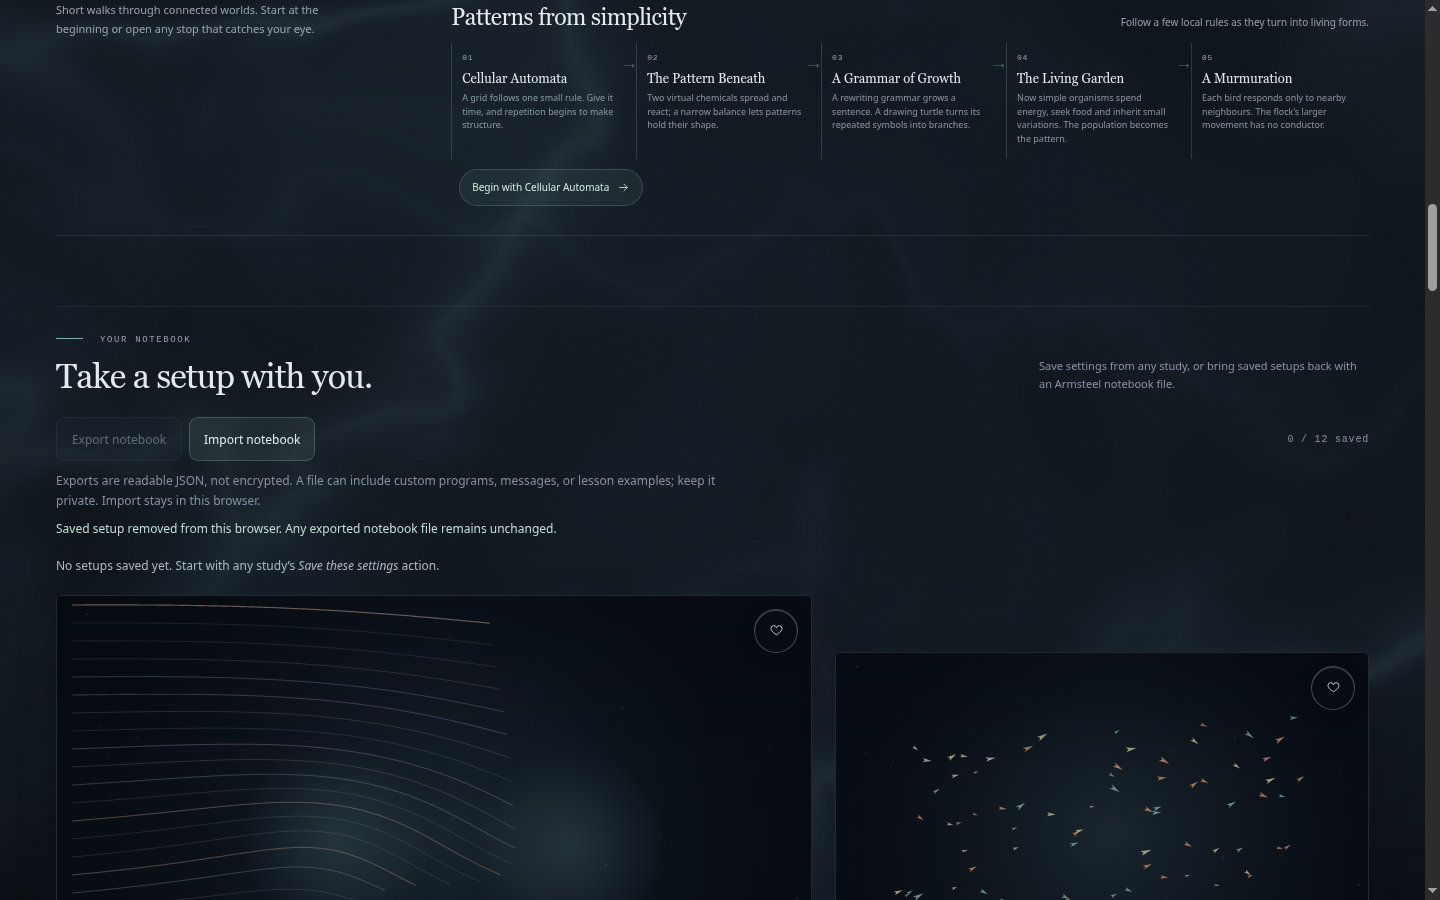 Short walks through connected worlds. Start at the
beginning or open any stop that catches your eye.
Patterns from simplicity
Follow a few local rules as they turn into living forms.
01
Cellular Automata
A grid follows one small rule. Give it
time, and repetition begins to make
structure.
→
02
The Pattern Beneath
Two virtual chemicals spread and
react; a narrow balance lets patterns
hold their shape.
→
03
A Grammar of Growth
A rewriting grammar grows a
sentence. A drawing turtle turns its
repeated symbols into branches.
→
04
The Living Garden
Now simple organisms spend
energy, seek food and inherit small
variations. The population becomes
the pattern.
→
05
A Murmuration
Each bird responds only to nearby
neighbours. The flock's larger
movement has no conductor.
Begin with Cellular Automata →
YOUR NOTEBOOK
Take a setup with you.
Save settings from any study, or bring saved setups back with
an Armsteel notebook file.
Export notebook
Import notebook
0 / 12 saved
Exports are readable JSON, not encrypted. A file can include custom programs, messages, or lesson examples; keep it
private. Import stays in this browser.
Saved setup removed from this browser. Any exported notebook file remains unchanged.
No setups saved yet. Start with any study's Save these settings action.